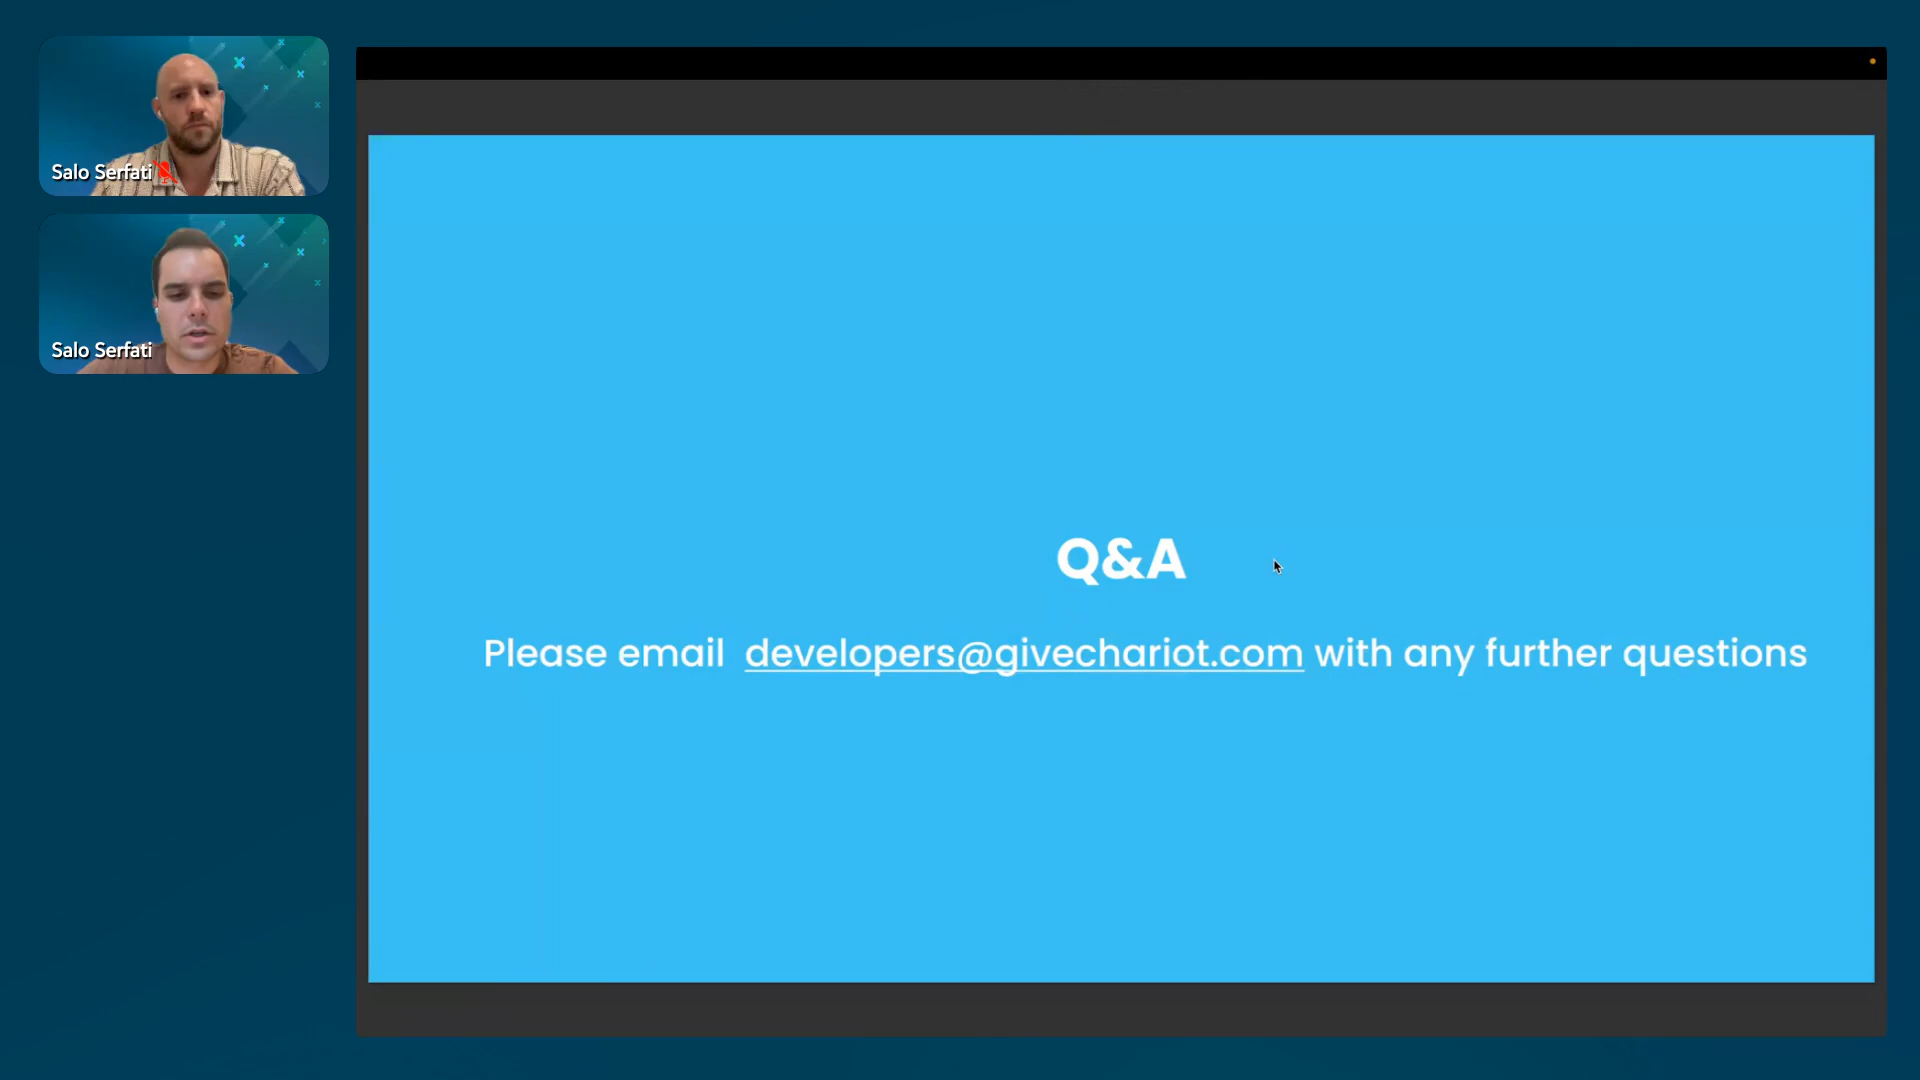 Salo Serfati
Salo Serfati
Q&A
Please email developers@givechariot.com with any further questions